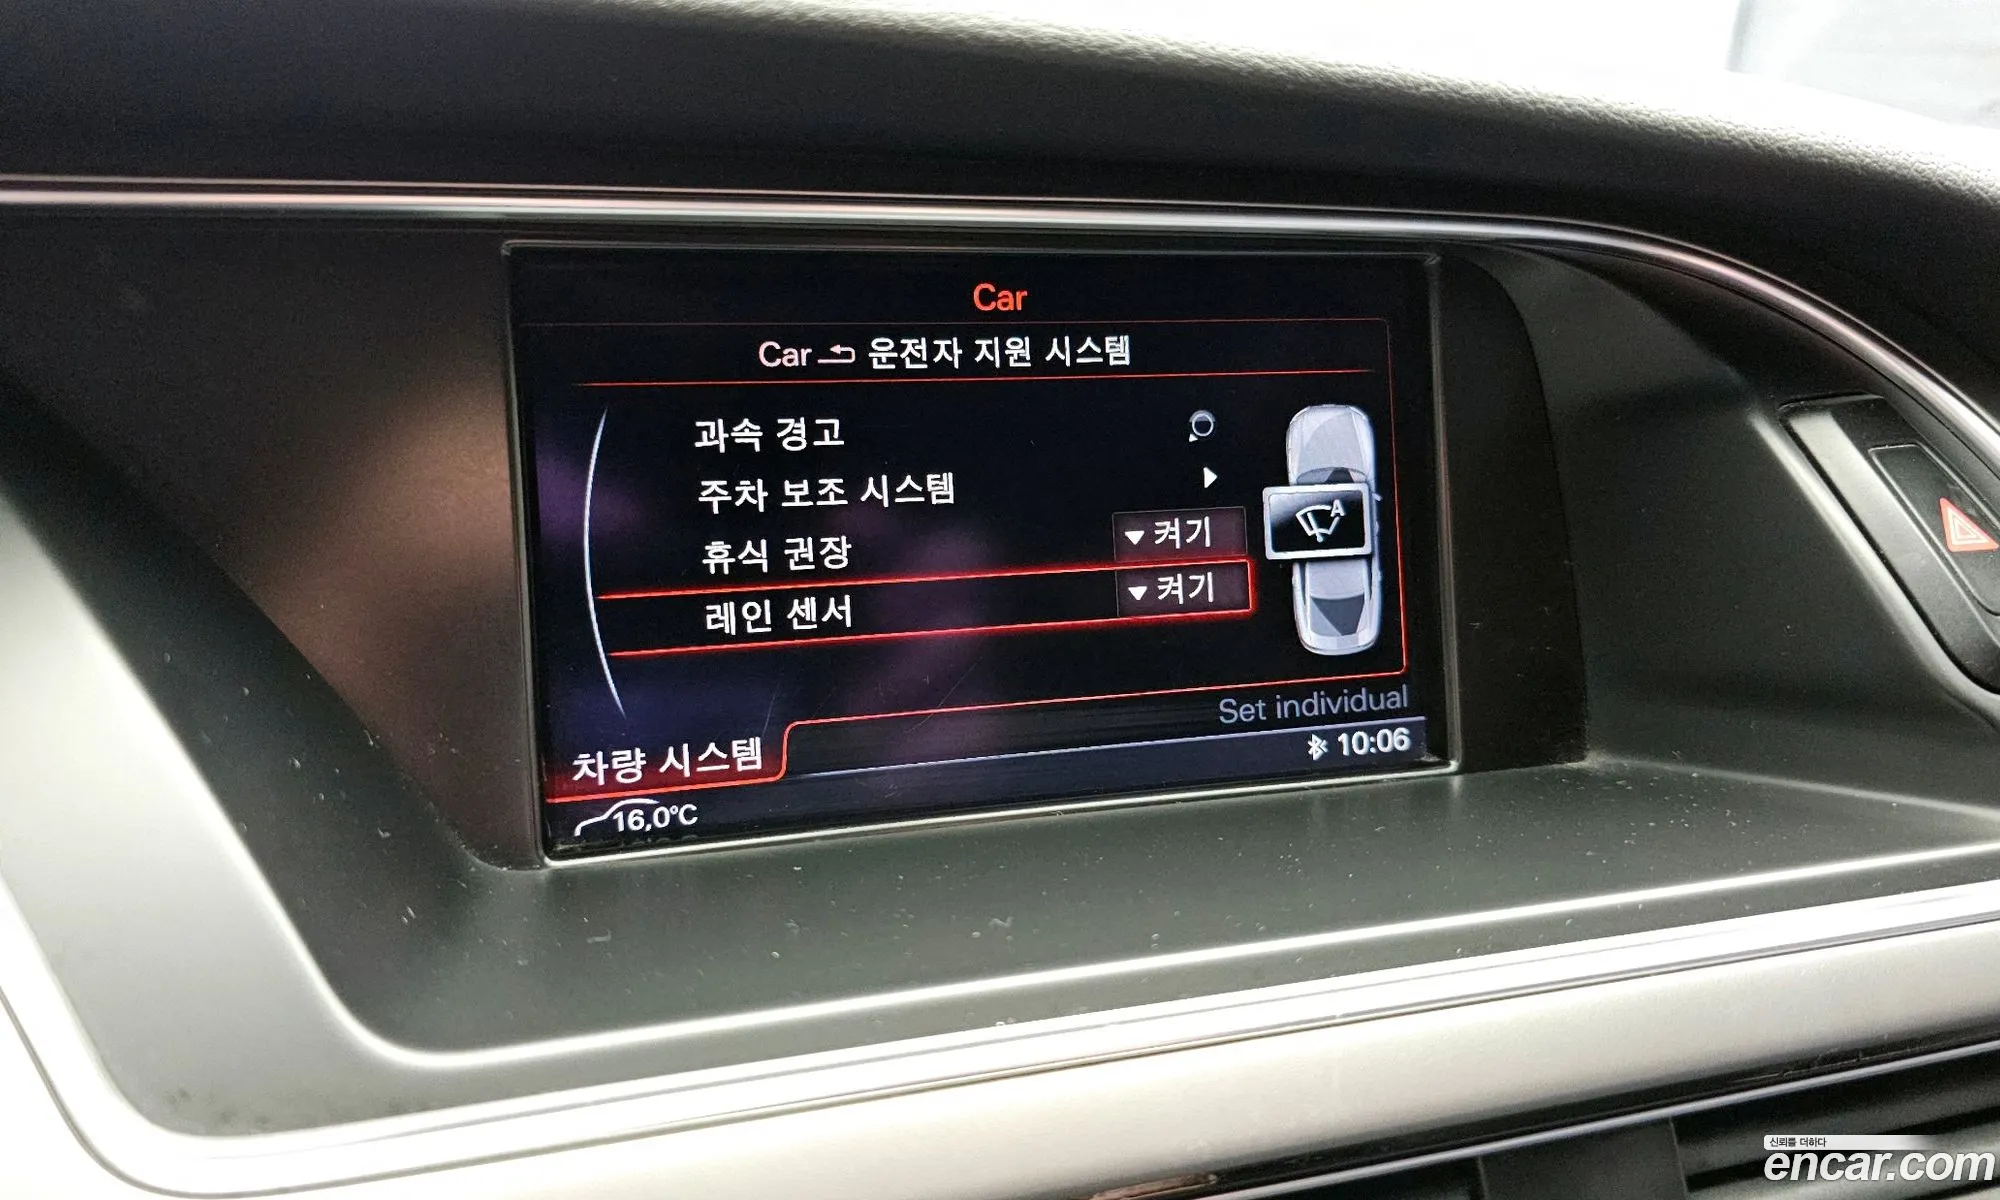 Car
Car 운전자 지원 시스템
과속 경고
주차 보조 시스템
휴식 권장 켜기
레인 센서 켜기
A
Set individual
차량 시스템
10:06
16,0°C
신뢰를 더하다
encar.com